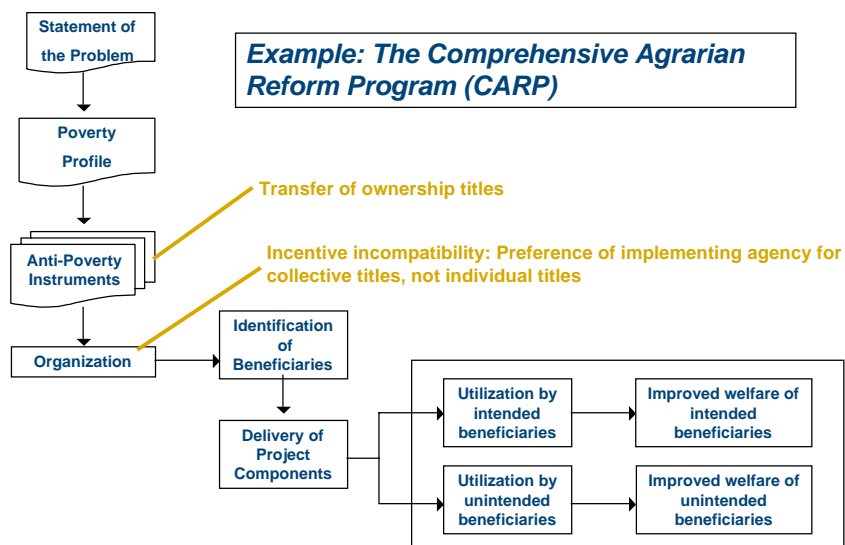 Statement of
the Problem
Example: The Comprehensive Agrarian
Reform Program (CARP)
Poverty
Profile
Transfer of ownership titles
Anti-Poverty
Instruments
Incentive incompatibility: Preference of implementing agency for
collective titles, not individual titles
Organization
Identification
of
Beneficiaries
Delivery of
Project
Components
Utilization by
intended
beneficiaries
Improved welfare of
intended
beneficiaries
Utilization by
unintended
beneficiaries
Improved welfare of
unintended
beneficiaries